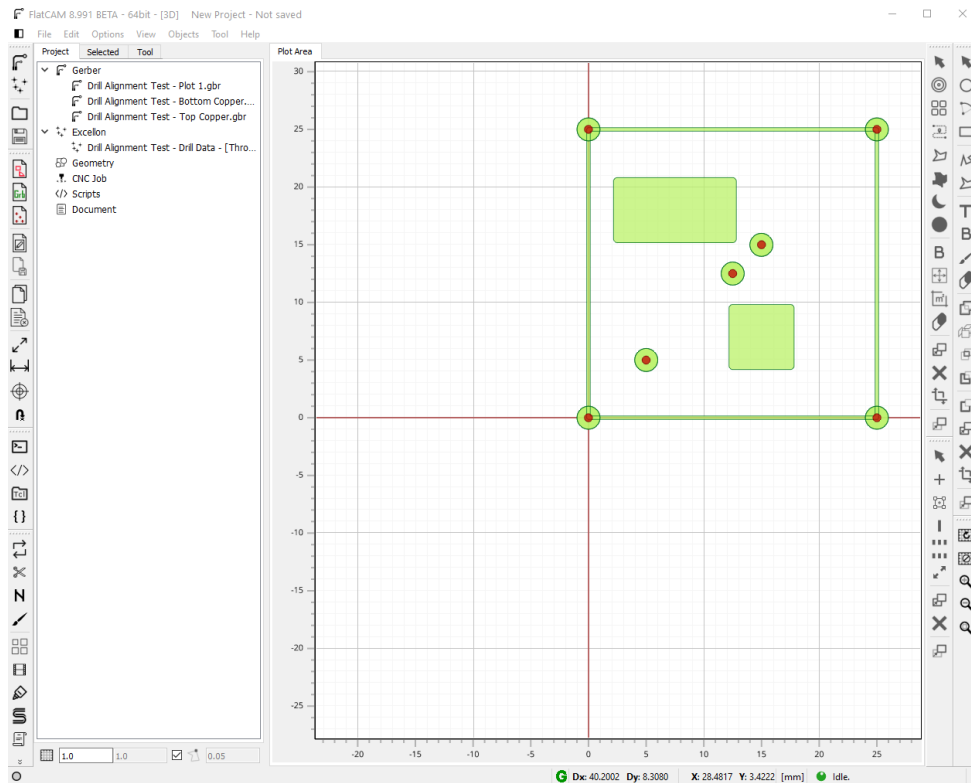 FlatCAM 8.991 BETA - 64bit - [3D] New Project - Not saved
File Edit Options View Objects Tool Help
Project Selected Tool
Plot Area
Gerber
Drill Alignment Test - Plot 1.gbr
Drill Alignment Test - Bottom Copper....
Drill Alignment Test - Top Copper.gbr
Excellon
Drill Alignment Test - Drill Data - [Thro...
Geometry
CNC Job
</> Scripts
Document
Grb
</>
Tcl
{ }
N
30
25
20
15
10
5
0
-5
-10
-15
-20
-25
-20 -15 -10 -5 0 5 10 15 20 25
B
T
B
1.0 1.0 0.05
G Dx: 40.2002 Dy: 8.3080 X: 28.4817 Y: 3.4222 [mm] Idle.